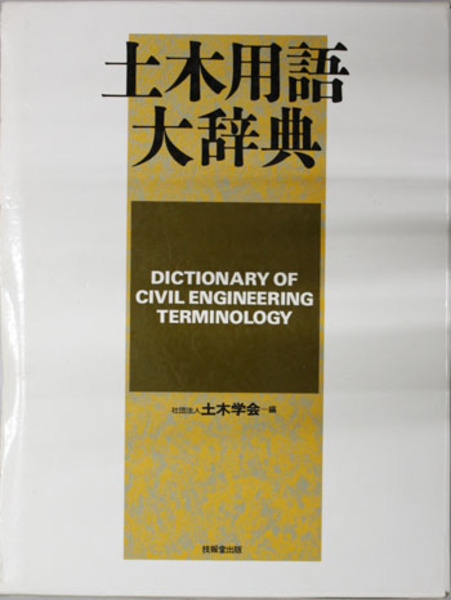 土木用語
大辞典
DICTIONARY OF
CIVIL ENGINEERING
TERMINOLOGY
社団法人 土木学会—編
技報堂出版